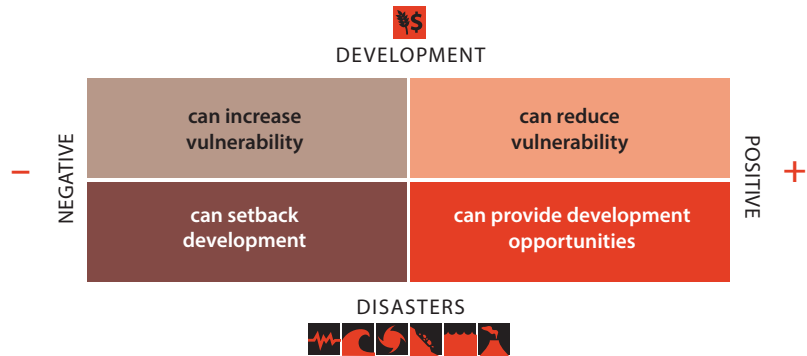 $
DEVELOPMENT
can increase
vulnerability
can reduce
vulnerability
–
NEGATIVE
POSITIVE
+
can setback
development
can provide development
opportunities
DISASTERS